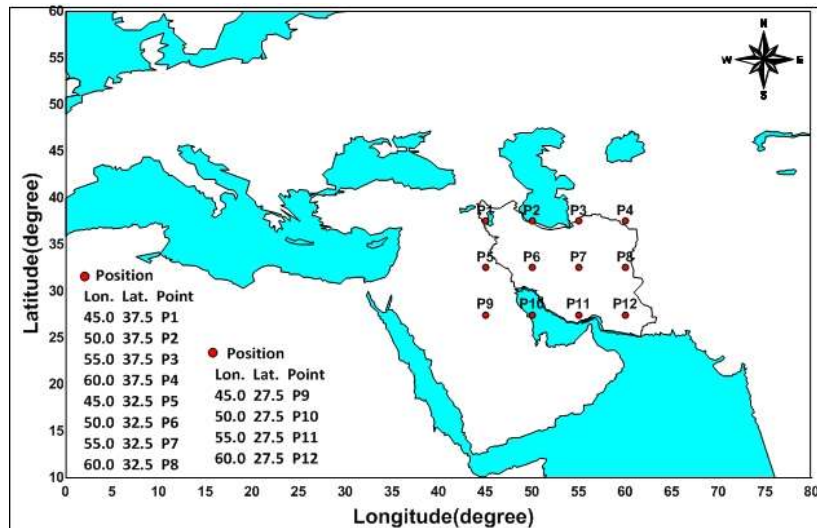 60
55
50
45
40
35
30
25
20
15
10
Latitude(degree)
N
W E
S
P1 P2 P3 P4
P5 P6 P7 P8
P9 P10 P11 P12
Position
Lon. Lat. Point
45.0 37.5 P1
50.0 37.5 P2
55.0 37.5 P3
60.0 37.5 P4
45.0 32.5 P5
50.0 32.5 P6
55.0 32.5 P7
60.0 32.5 P8
Position
Lon. Lat. Point
45.0 27.5 P9
50.0 27.5 P10
55.0 27.5 P11
60.0 27.5 P12
0 5 10 15 20 25 30 35 40 45 50 55 60 65 70 75 80
Longitude(degree)